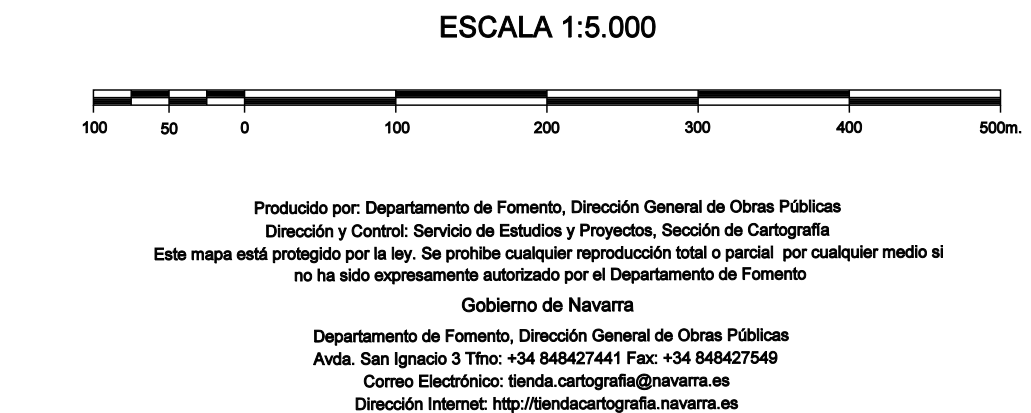 ESCALA 1:5.000
100 50 0 100 200 300 400 500m.
Producido por: Departamento de Fomento, Dirección General de Obras Públicas
Dirección y Control: Servicio de Estudios y Proyectos, Sección de Cartografía
Este mapa está protegido por la ley. Se prohibe cualquier reproducción total o parcial por cualquier medio si
no ha sido expresamente autorizado por el Departamento de Fomento
Gobierno de Navarra
Departamento de Fomento, Dirección General de Obras Públicas
Avda. San Ignacio 3 Tfno: +34 848427441 Fax: +34 848427549
Correo Electrónico: tienda.cartografia@navarra.es
Dirección Internet: http://tiendacartografia.navarra.es